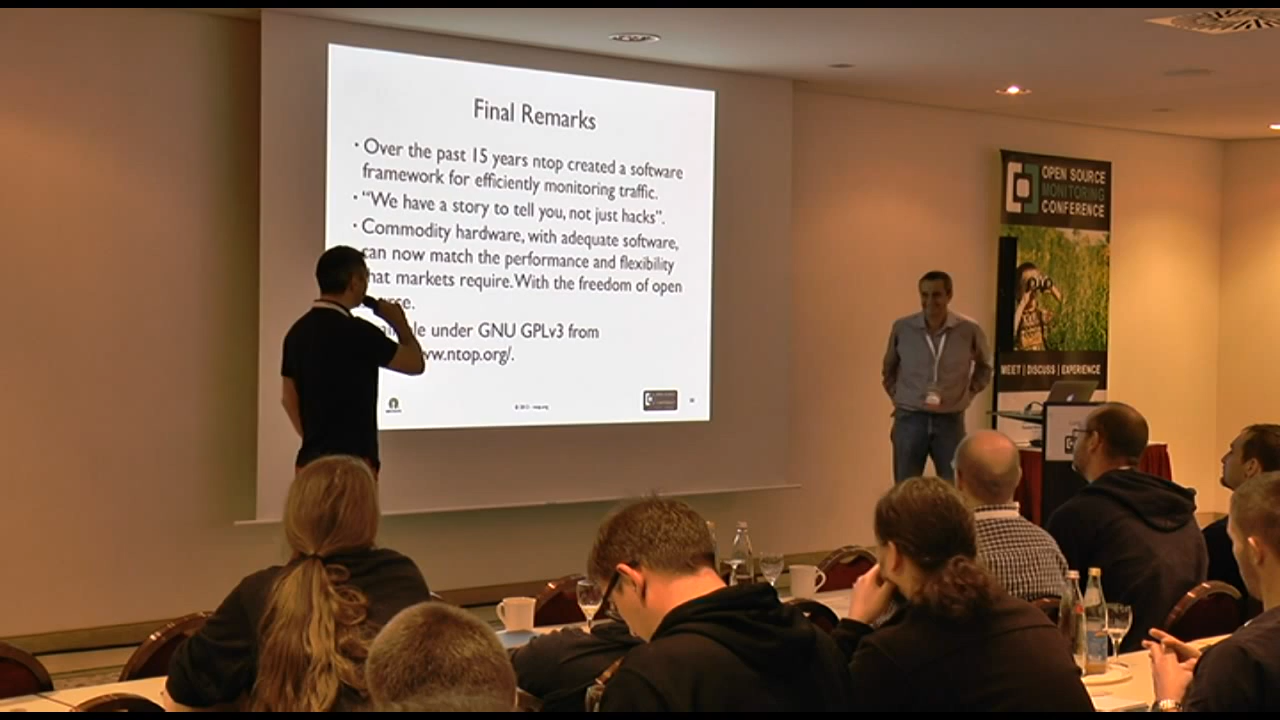 Final Remarks
• Over the past 15 years ntop created a software
framework for efficiently monitoring traffic.
• "We have a story to tell you, not just hacks".
• Commodity hardware, with adequate software,
can now match the performance and flexibility
hat markets require. With the freedom of open
under GNU GPLv3 from
ntop.org/.
OPEN SOURCE
MONITORING
CONFERENCE
MEET | DISCUSS | EXPERIENCE